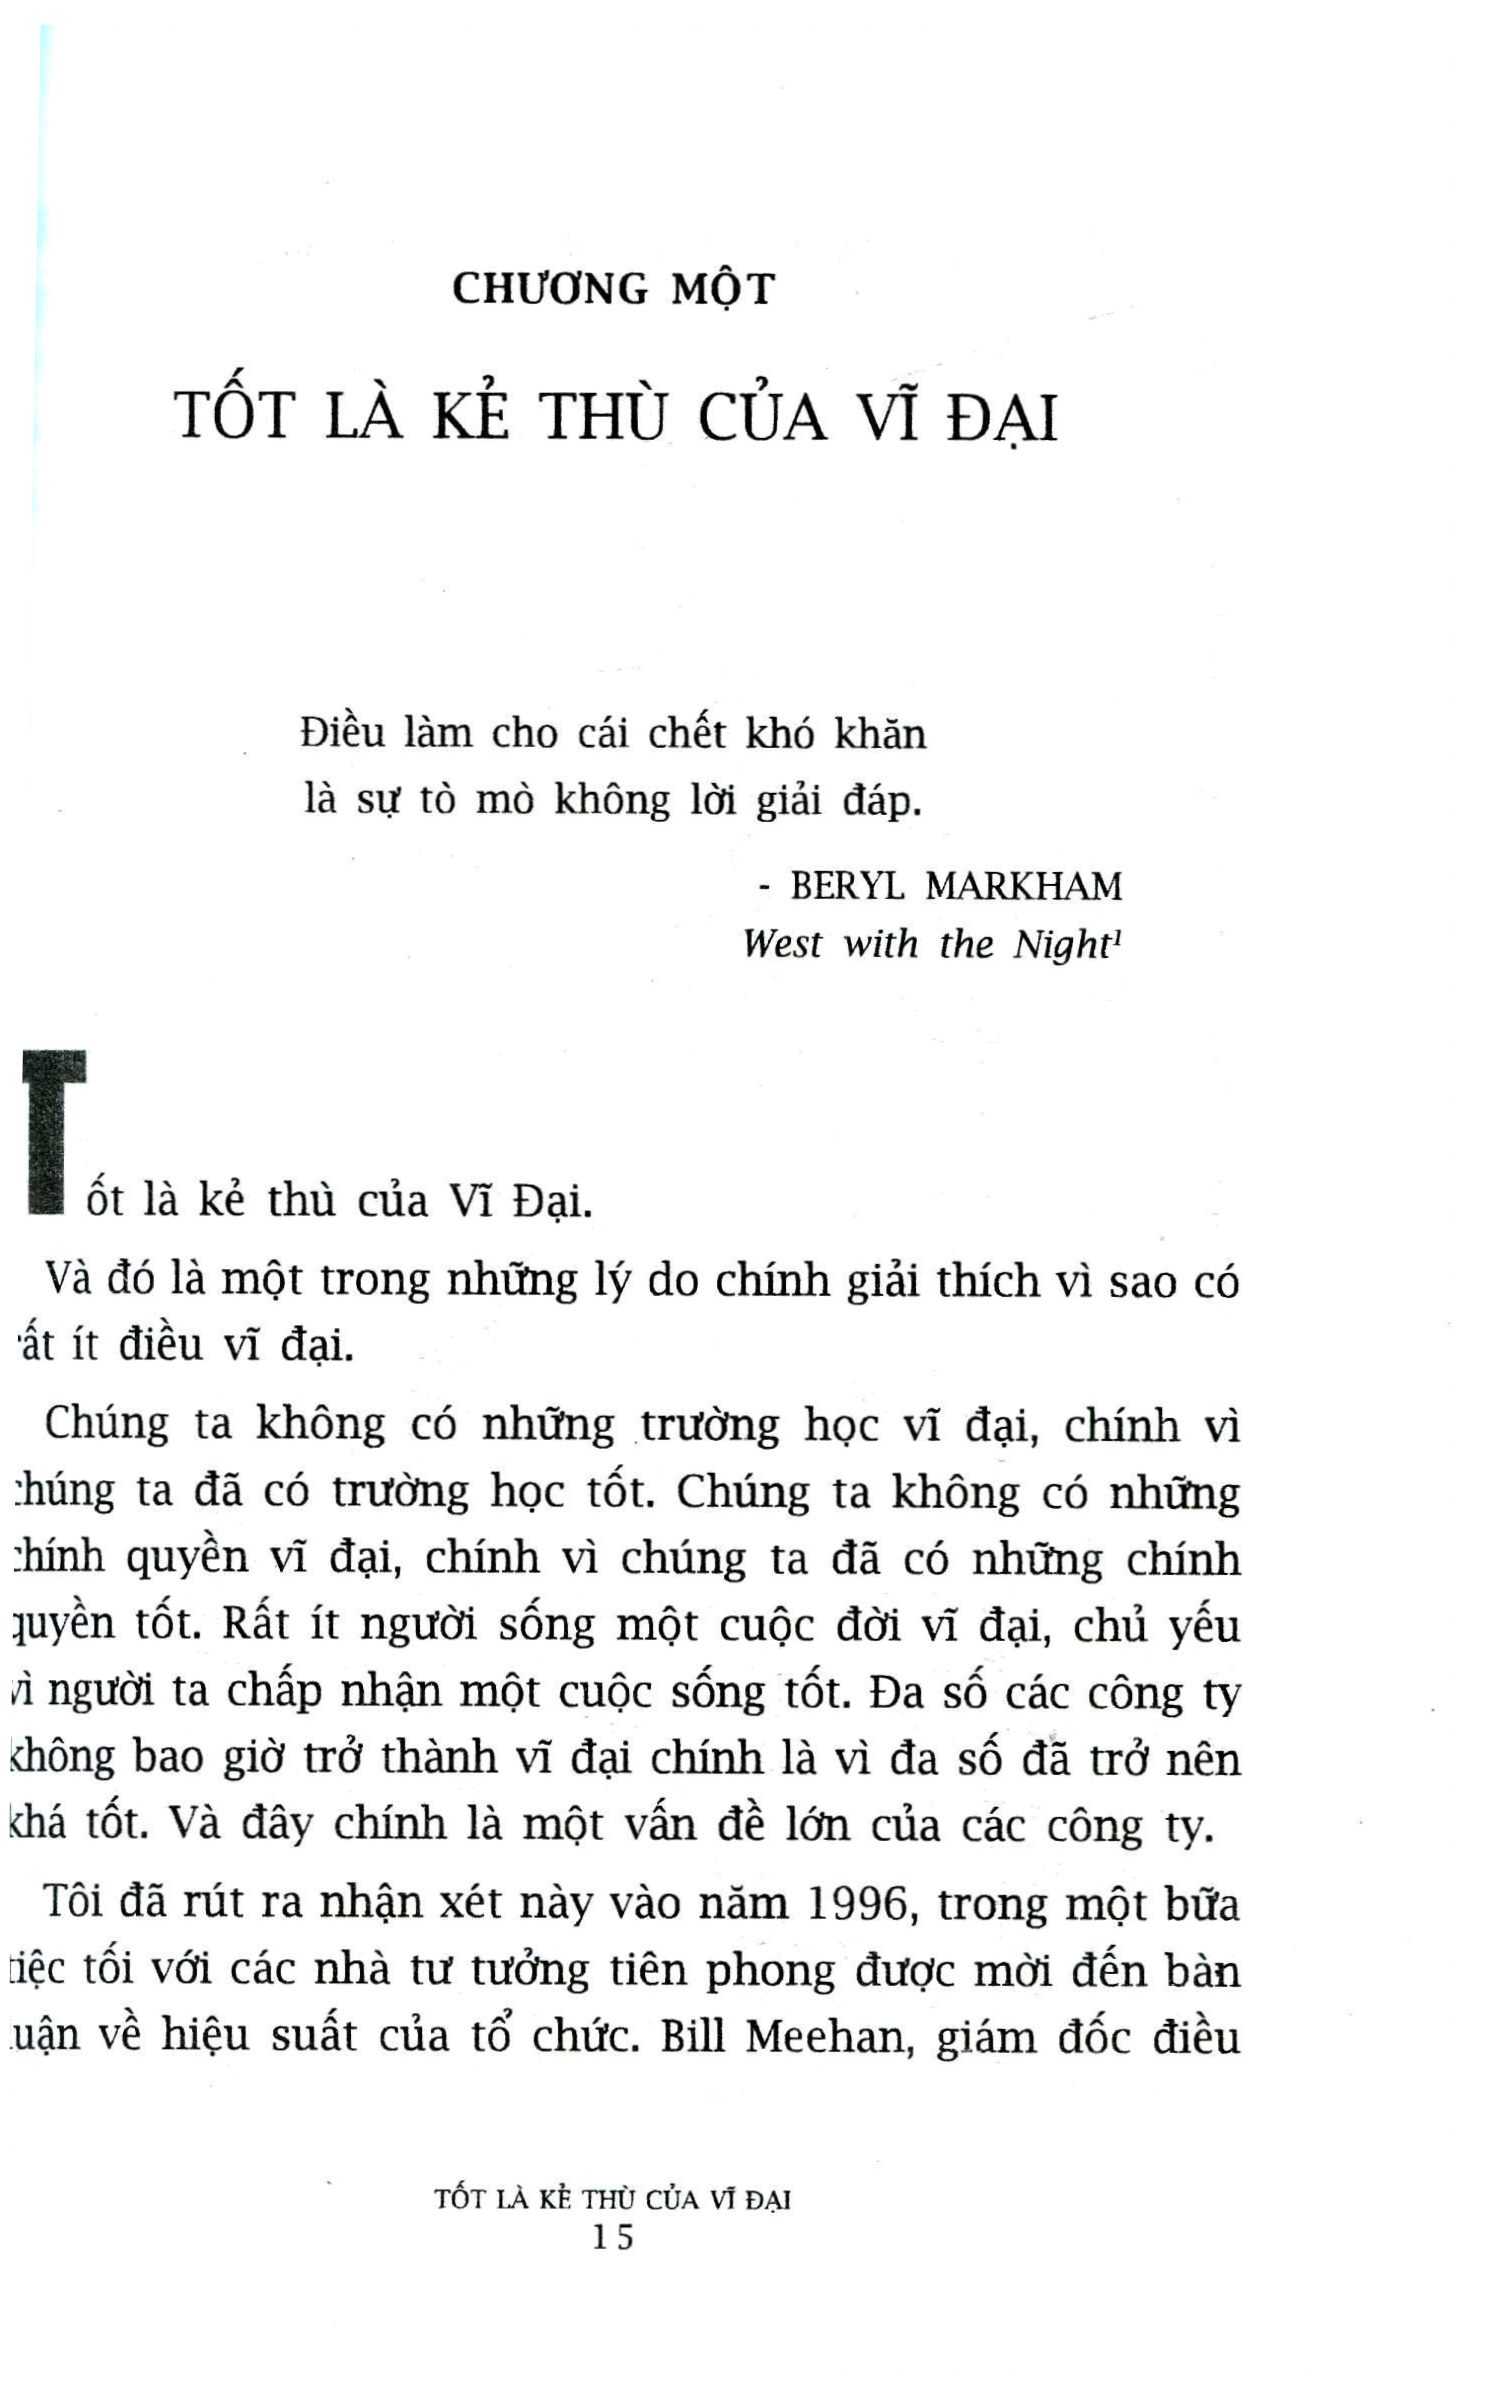 CHƯƠNG MỘT
TỐT LÀ KẺ THÙ CỦA VĨ ĐẠI
Điều làm cho cái chết khó khăn
là sự tò mò không lời giải đáp.
- BERYL MARKHAM
West with the Night¹
Tốt là kẻ thù của Vĩ Đại.
Và đó là một trong những lý do chính giải thích vì sao có
rất ít điều vĩ đại.
Chúng ta không có những trường học vĩ đại, chính vì
chúng ta đã có trường học tốt. Chúng ta không có những
chính quyền vĩ đại, chính vì chúng ta đã có những chính
quyền tốt. Rất ít người sống một cuộc đời vĩ đại, chủ yếu
vì người ta chấp nhận một cuộc sống tốt. Đa số các công ty
không bao giờ trở thành vĩ đại chính là vì đa số đã trở nên
khá tốt. Và đây chính là một vấn đề lớn của các công ty.
Tôi đã rút ra nhận xét này vào năm 1996, trong một bữa
tiệc tối với các nhà tư tưởng tiên phong được mời đến bàn
luận về hiệu suất của tổ chức. Bill Meehan, giám đốc điều
TỐT LÀ KẺ THÙ CỦA VĨ ĐẠI
15